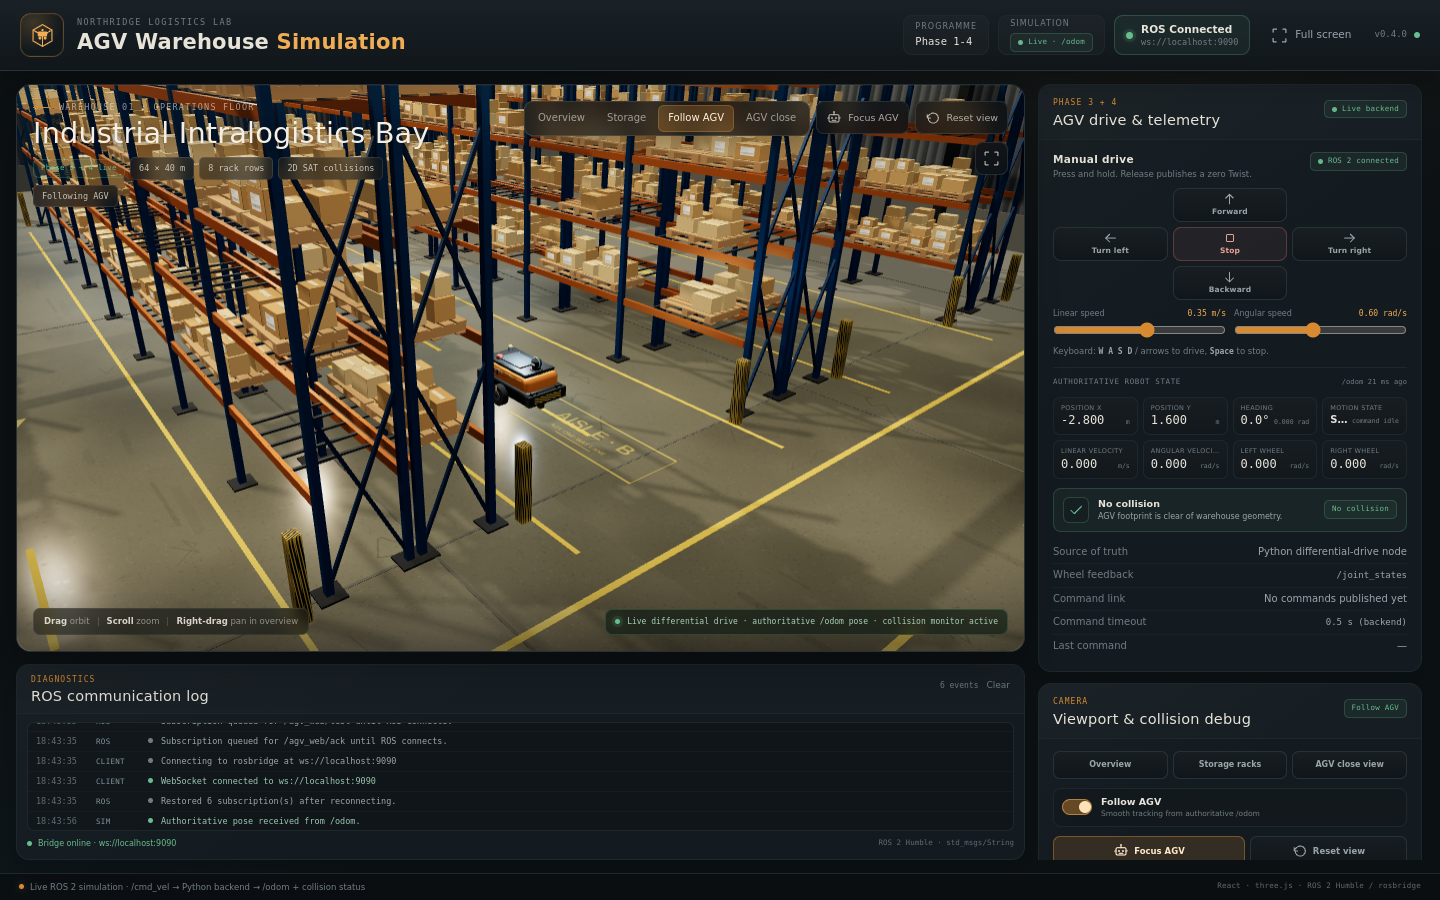 NORTHRIDGE LOGISTICS LAB
AGV Warehouse Simulation
PROGRAMME
Phase 1-4
SIMULATION
Live · /odom
ROS Connected
ws://localhost:9090
Full screen
v0.4.0
WAREHOUSE 01 OPERATIONS FLOOR
Industrial Intralogistics Bay
64 × 40 m
8 rack rows
2D SAT collisions
Following AGV
Overview
Storage
Follow AGV
AGV close
Focus AGV
Reset view
AISLE · B
Drag orbit | Scroll zoom | Right-drag pan in overview
Live differential drive · authoritative /odom pose · collision monitor active
DIAGNOSTICS
ROS communication log
6 events
Clear
18:43:35 ROS Subscription queued for /agv_web/ack until ROS connects.
18:43:35 CLIENT Connecting to rosbridge at ws://localhost:9090
18:43:35 CLIENT WebSocket connected to ws://localhost:9090
18:43:35 ROS Restored 6 subscription(s) after reconnecting.
18:43:56 SIM Authoritative pose received from /odom.
Bridge online · ws://localhost:9090
ROS 2 Humble · std_msgs/String
PHASE 3 + 4
AGV drive & telemetry
Live backend
Manual drive
Press and hold. Release publishes a zero Twist.
ROS 2 connected
↑
Forward
←
Turn left
Stop
→
Turn right
↓
Backward
Linear speed 0.35 m/s
Angular speed 0.60 rad/s
Keyboard: W A S D / arrows to drive, Space to stop.
AUTHORITATIVE ROBOT STATE
/odom 21 ms ago
POSITION X
-2.800 m
POSITION Y
1.600 m
HEADING
0.0° 0.000 rad
MOTION STATE
S… command idle
LINEAR VELOCITY
0.000 m/s
ANGULAR VELOCI…
0.000 rad/s
LEFT WHEEL
0.000 rad/s
RIGHT WHEEL
0.000 rad/s
No collision
AGV footprint is clear of warehouse geometry.
No collision
Source of truth Python differential-drive node
Wheel feedback /joint_states
Command link No commands published yet
Command timeout 0.5 s (backend)
Last command —
CAMERA
Viewport & collision debug
Follow AGV
Overview
Storage racks
AGV close view
Follow AGV
Smooth tracking from authoritative /odom
Focus AGV
Reset view
Live ROS 2 simulation · /cmd_vel → Python backend → /odom + collision status
React · three.js · ROS 2 Humble / rosbridge